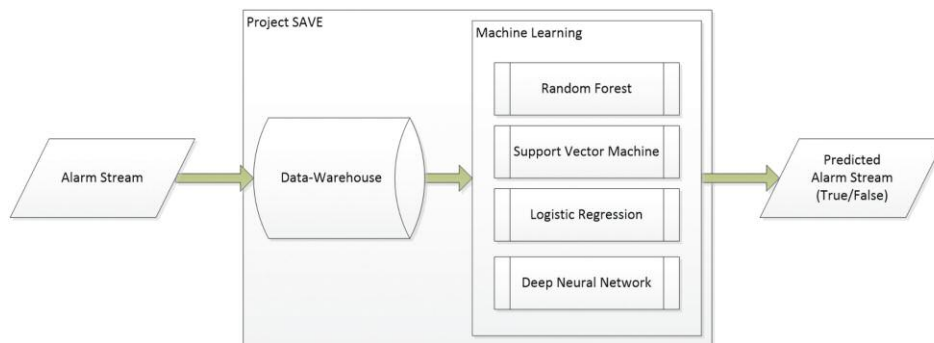 Project SAVE
Machine Learning
Random Forest
Support Vector Machine
Logistic Regression
Deep Neural Network
Alarm Stream
Data-Warehouse
Predicted
Alarm Stream
(True/False)